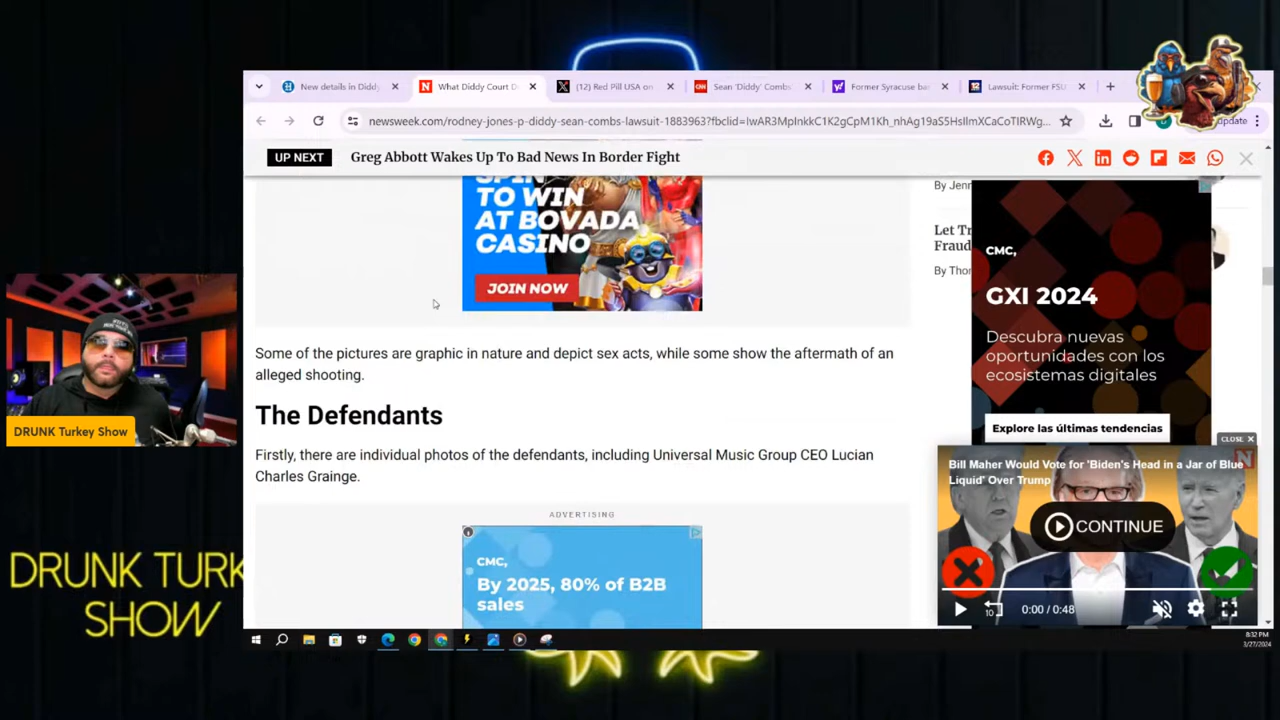 New details in Diddy
What Diddy Court D
(12) Red Pill USA on
Sean 'Diddy' Combs'
Former Syracuse bas
Lawsuit: Former FSU
newsweek.com/rodney-jones-p-diddy-sean-combs-lawsuit-1883963?fbclid=IwAR3MpInkkC1K2gCpM1Kh_nhAg19aS5HsIlmXCaCoTIRWg...
update
UP NEXT
Greg Abbott Wakes Up To Bad News In Border Fight
SPIN
TO WIN
AT BOVADA
CASINO
JOIN NOW
By Jenn
Let Tr
Fraud
By Thor
CMC,
GXI 2024
Descubra nuevas
oportunidades con los
ecosistemas digitales
Explore las últimas tendencias
Some of the pictures are graphic in nature and depict sex acts, while some show the aftermath of an
alleged shooting.
The Defendants
Firstly, there are individual photos of the defendants, including Universal Music Group CEO Lucian
Charles Grainge.
ADVERTISING
CMC,
By 2025, 80% of B2B
sales
CLOSE X
Bill Maher Would Vote for 'Biden's Head in a Jar of Blue
Liquid' Over Trump
N
CONTINUE
10
0:00 / 0:48
DRUNK Turkey Show
DRUNK TURK
SHOW
8:32 PM
3/27/2024